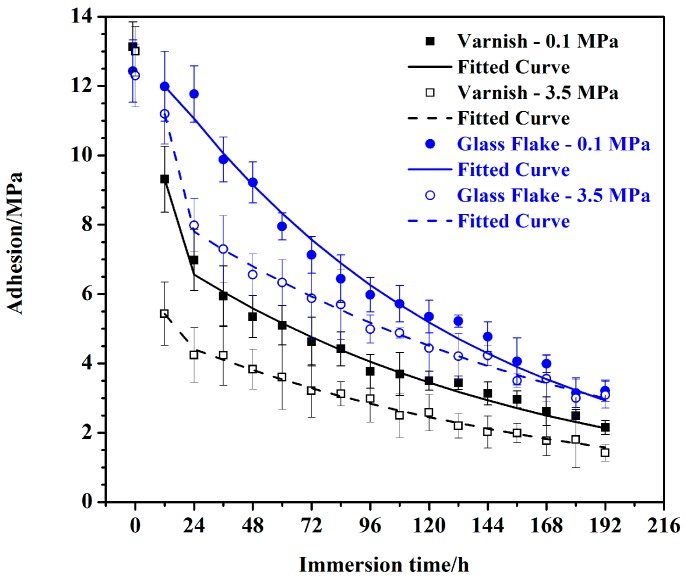 14
12
10
8
6
4
2
0
Adhesion/MPa
Varnish - 0.1 MPa
Fitted Curve
Varnish - 3.5 MPa
Fitted Curve
Glass Flake - 0.1 MPa
Fitted Curve
Glass Flake - 3.5 MPa
Fitted Curve
0 24 48 72 96 120 144 168 192 216
Immersion time/h